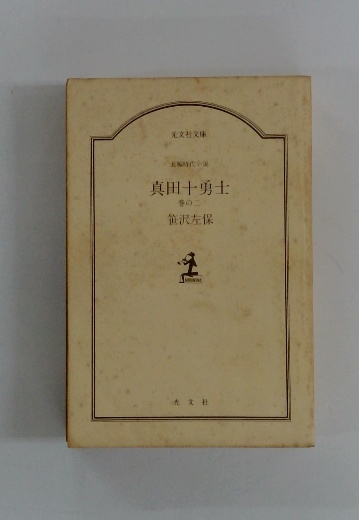 光文社文庫
長編時代小説
真田十勇士
巻の二
笹沢左保
光文社